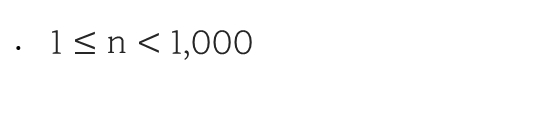 · 1 ≤ n < 1,000